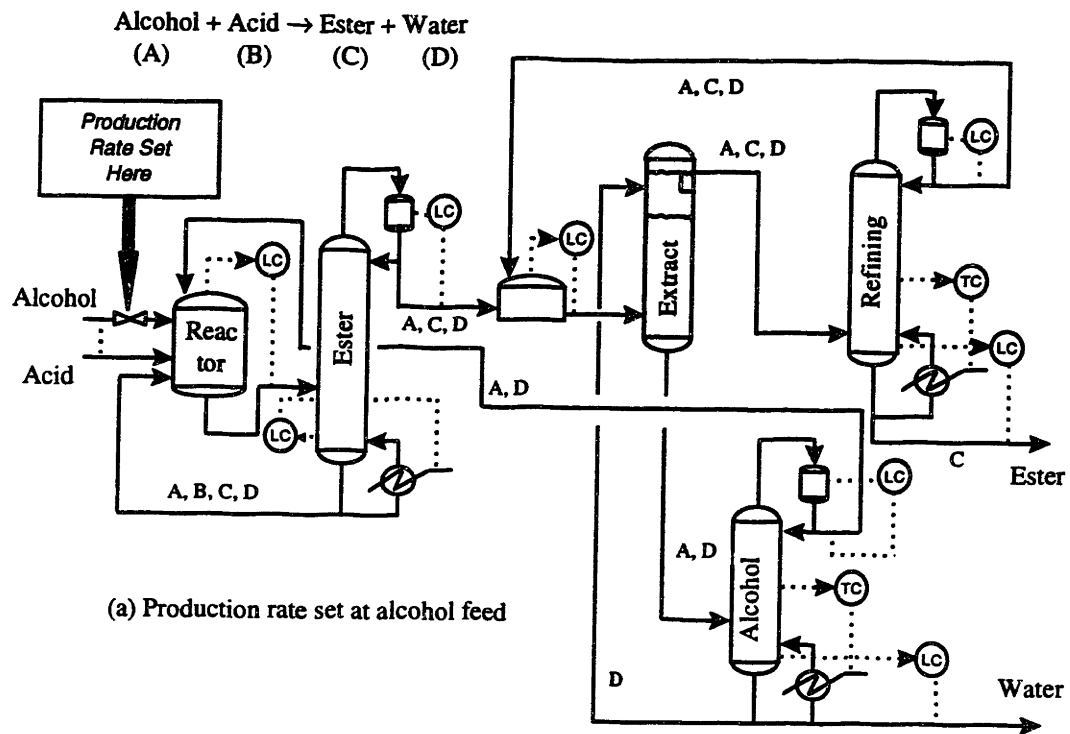 Alcohol + Acid → Ester + Water
(A) (B) (C) (D)
Production
Rate Set
Here
A, C, D
A, C, D
LC
LC
LC
LC
Alcohol
Reac
tor
Ester
Extract
Refining
TC
LC
A, C, D
Acid
A, D
LC
C
Ester
A, B, C, D
LC
A, D
(a) Production rate set at alcohol feed
Alcohol
TC
LC
D
Water